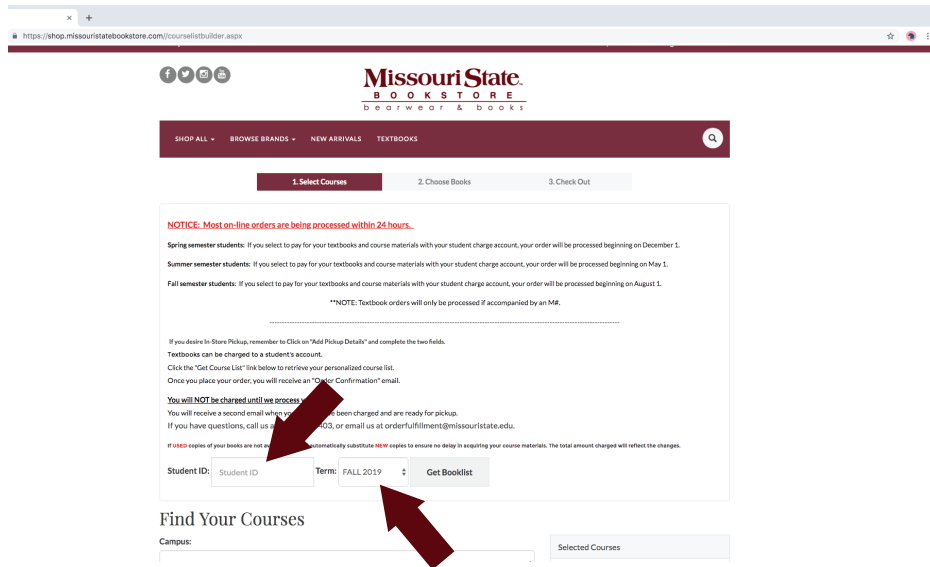 https://shop.missouristatebookstore.com//courselistbuilder.aspx
Missouri State™
BOOKSTORE
bearwear & books
SHOP ALL BROWSE BRANDS NEW ARRIVALS TEXTBOOKS
1. Select Courses 2. Choose Books 3. Check Out
NOTICE: Most on-line orders are being processed within 24 hours.
Spring semester students: If you select to pay for your textbooks and course materials with your student charge account, your order will be processed beginning on December 1.
Summer semester students: If you select to pay for your textbooks and course materials with your student charge account, your order will be processed beginning on May 1.
Fall semester students: If you select to pay for your textbooks and course materials with your student charge account, your order will be processed beginning on August 1.
**NOTE: Textbook orders will only be processed if accompanied by an M#.
If you desire In-Store Pickup, remember to Click on "Add Pickup Details" and complete the two fields.
Textbooks can be charged to a student's account.
Click the "Get Course List" link below to retrieve your personalized course list.
Once you place your order, you will receive an "Order Confirmation" email.
You will NOT be charged until we process
You will receive a second email when been charged and are ready for pickup.
If you have questions, call us 403, or email us at orderfulfillment@missouristate.edu.
If USED copies of your books are not automatically substitute NEW copies to ensure no delay in acquiring your course materials. The total amount charged will reflect the changes.
Student ID: Student ID Term: FALL 2019 Get Booklist
Find Your Courses
Campus:
Selected Courses